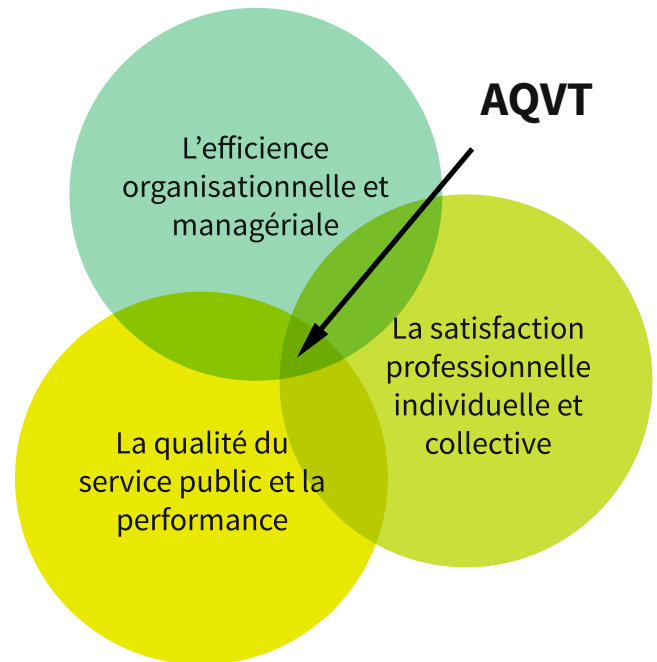 AQVT
L’efficience
organisationnelle et
managériale
La satisfaction
professionnelle
individuelle et
collective
La qualité du
service public et la
performance